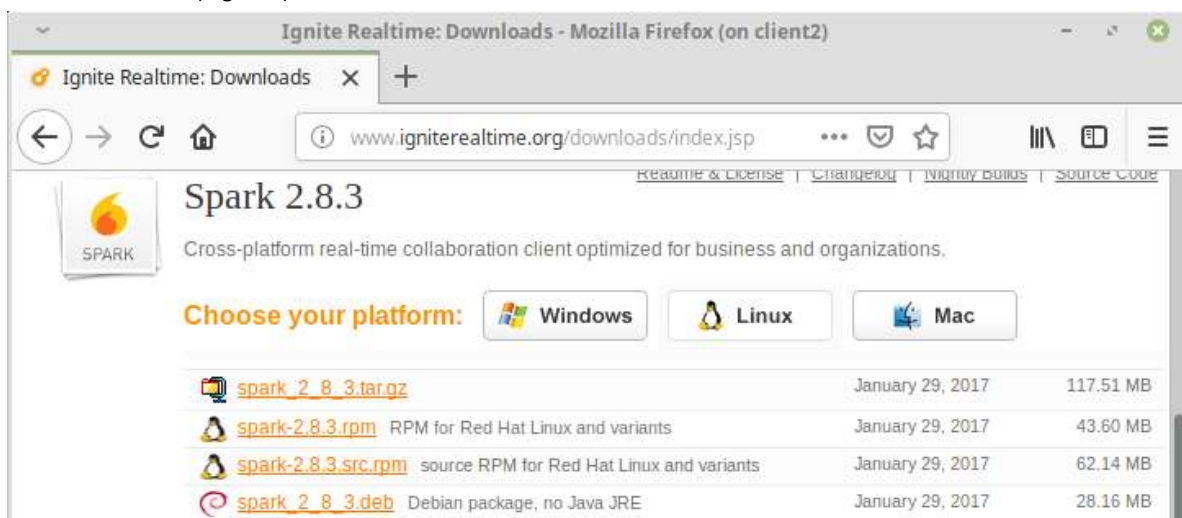 Ignite Realtime: Downloads - Mozilla Firefox (on client2)
Ignite Realtime: Downloads
www.igniterealtime.org/downloads/index.jsp
Readme & License | Changelog | Nightly Builds | Source Code
Spark 2.8.3
SPARK
Cross-platform real-time collaboration client optimized for business and organizations.
Choose your platform: Windows Linux Mac
spark_2_8_3.tar.gz January 29, 2017 117.51 MB
spark-2.8.3.rpm RPM for Red Hat Linux and variants January 29, 2017 43.60 MB
spark-2.8.3.src.rpm source RPM for Red Hat Linux and variants January 29, 2017 62.14 MB
spark_2_8_3.deb Debian package, no Java JRE January 29, 2017 28.16 MB